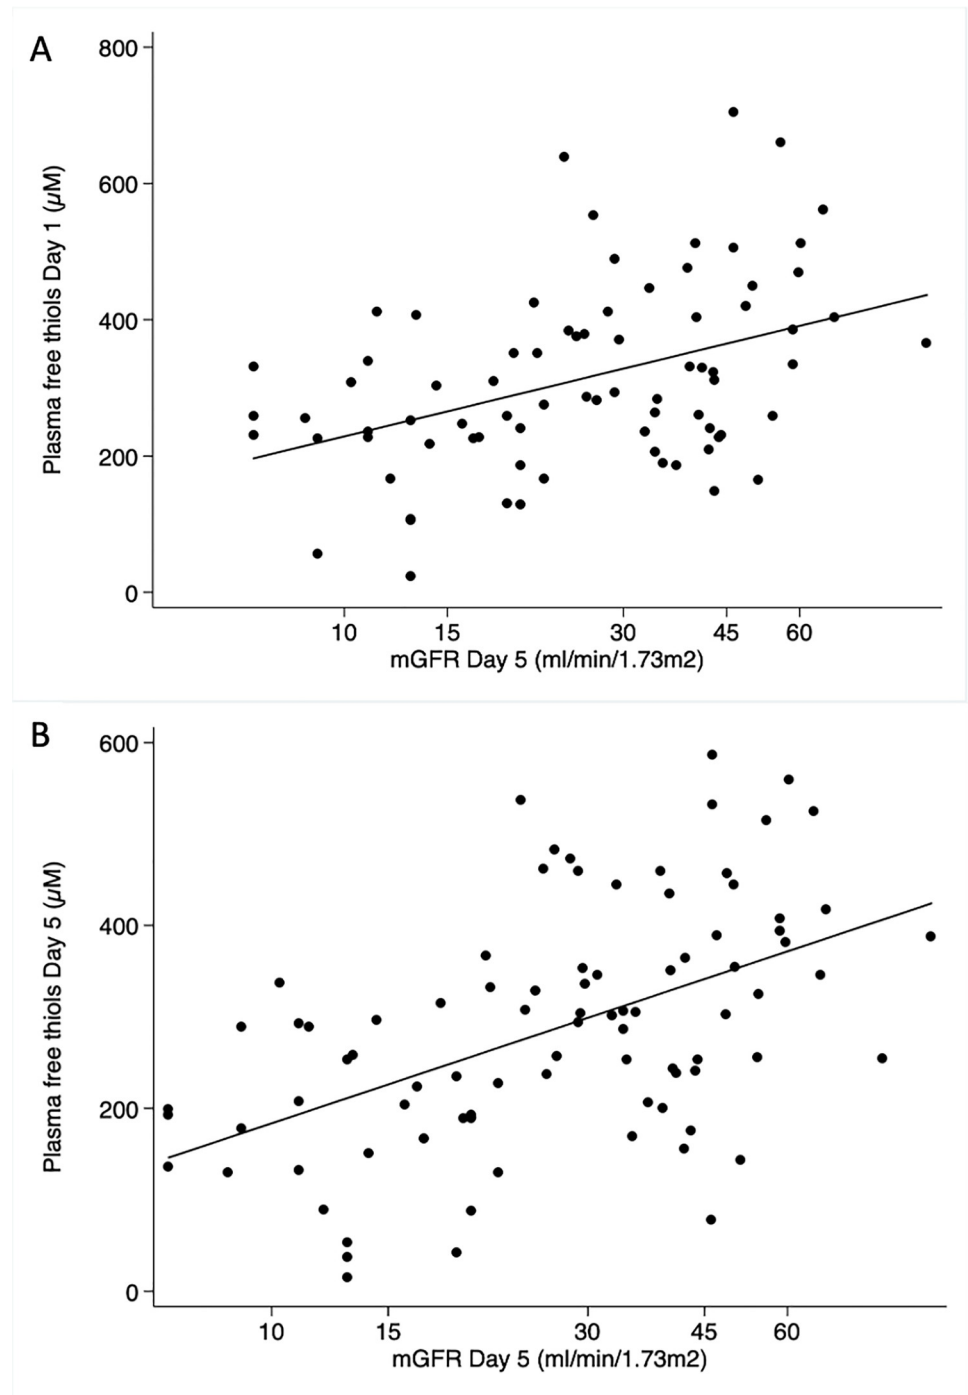 A
800
600
400
200
0
Plasma free thiols Day 1 (µM)
10 15 30 45 60
mGFR Day 5 (ml/min/1.73m2)
B
600
400
200
0
Plasma free thiols Day 5 (µM)
10 15 30 45 60
mGFR Day 5 (ml/min/1.73m2)